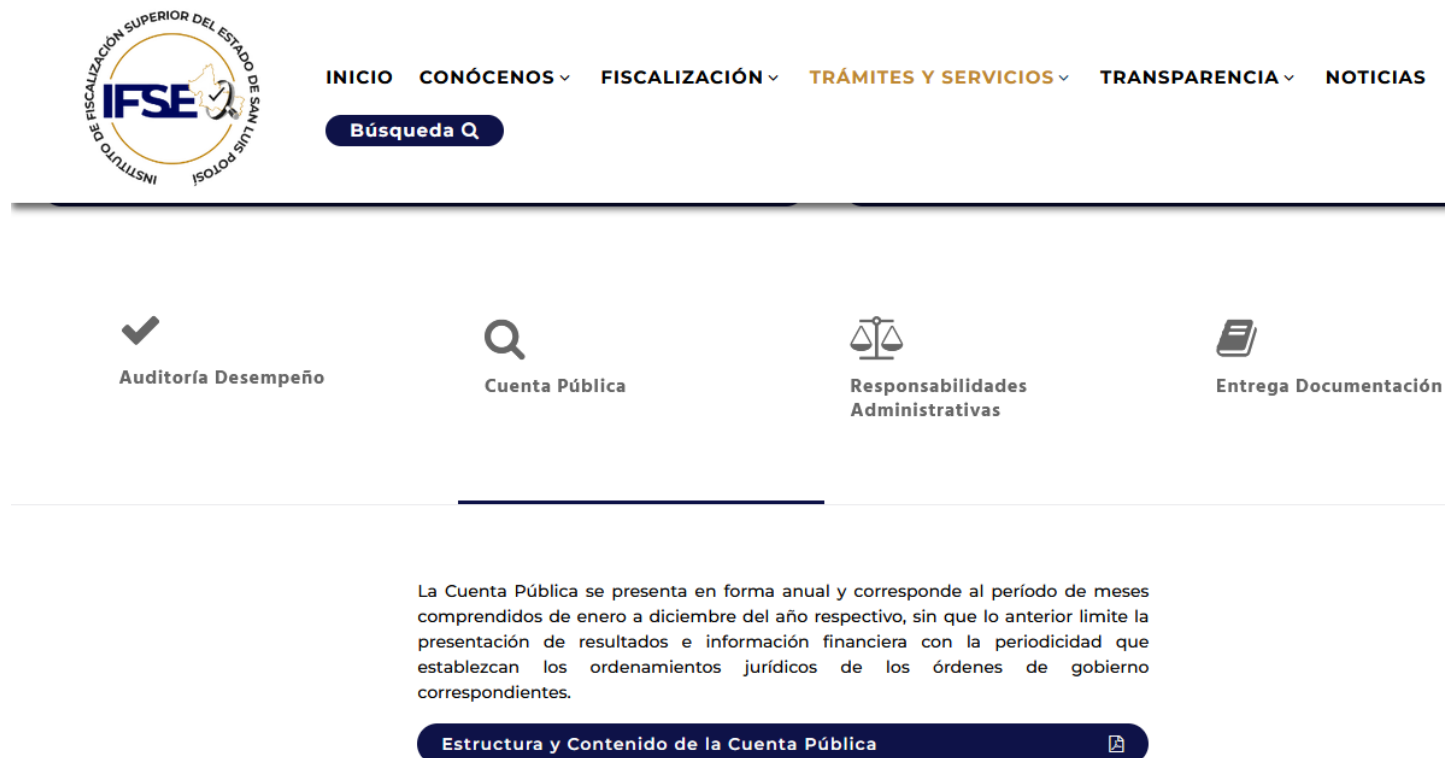 INSTITUTO DE FISCALIZACIÓN SUPERIOR DEL ESTADO DE SAN LUIS POTOSÍ
IFSE
INICIO CONÓCENOS FISCALIZACIÓN TRÁMITES Y SERVICIOS TRANSPARENCIA NOTICIAS
Búsqueda
Auditoría Desempeño
Cuenta Pública
Responsabilidades
Administrativas
Entrega Documentación
La Cuenta Pública se presenta en forma anual y corresponde al período de meses
comprendidos de enero a diciembre del año respectivo, sin que lo anterior limite la
presentación de resultados e información financiera con la periodicidad que
establezcan los ordenamientos jurídicos de los órdenes de gobierno
correspondientes.
Estructura y Contenido de la Cuenta Pública